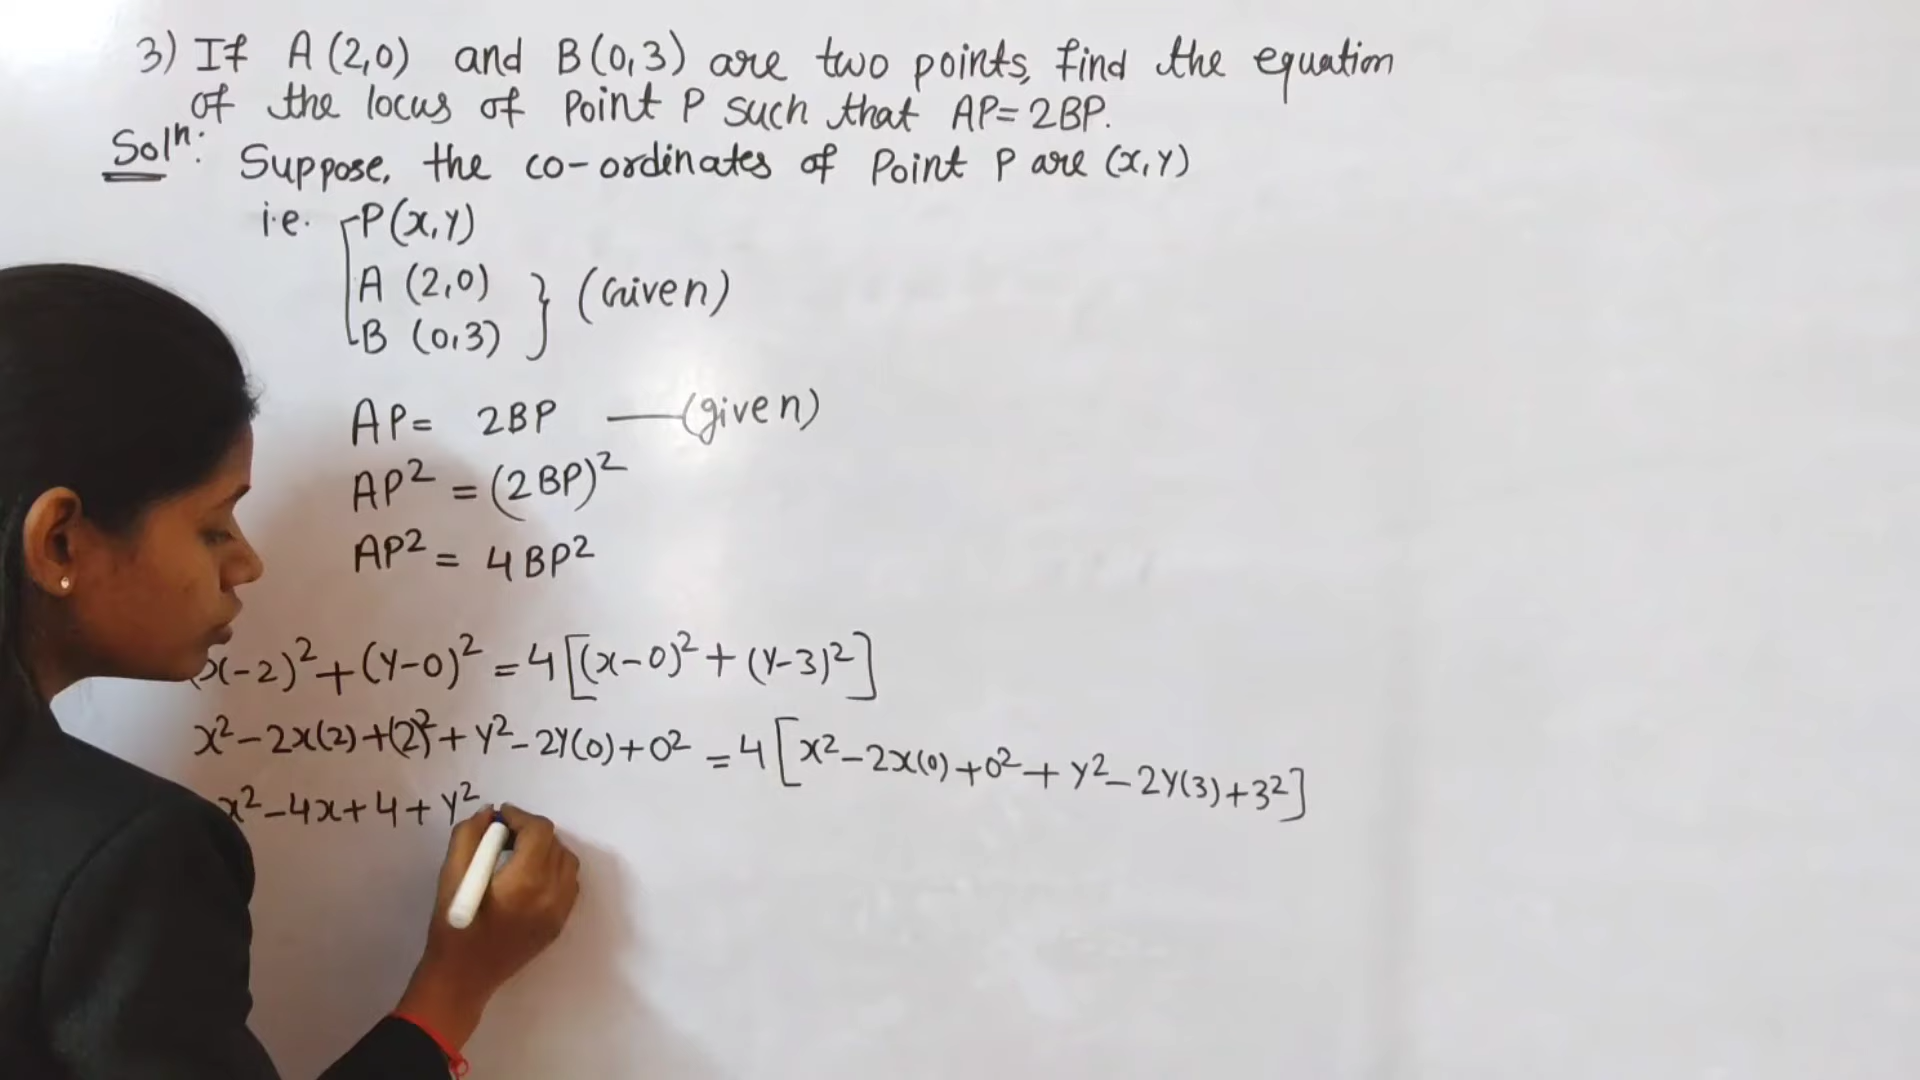 3) If A (2,0) and B (0,3) are two points, find the equation
of the locus of Point P such that AP = 2BP.
Solⁿ: Suppose, the co-ordinates of Point P are (x, y)
i.e. P (x, y)
A (2,0)
B (0,3) } (Given)
AP = 2BP —— (given)
AP² = (2BP)²
AP² = 4BP²
(x-2)² + (y-0)² = 4[(x-0)² + (y-3)²]
x² - 2x(2) + (2)² + y² - 2y(0) + 0² = 4[x² - 2x(0) + 0² + y² - 2y(3) + 3²]
x² - 4x + 4 + y²